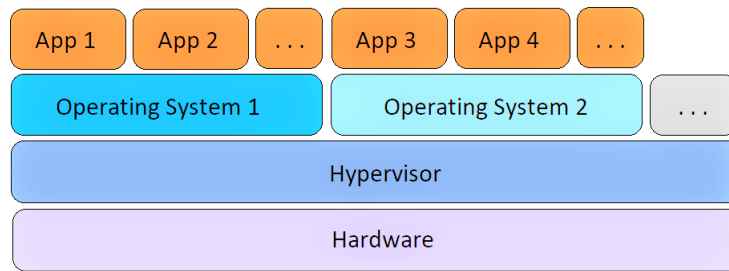 App 1 App 2 . . . App 3 App 4 . . .
Operating System 1 Operating System 2 . . .
Hypervisor
Hardware